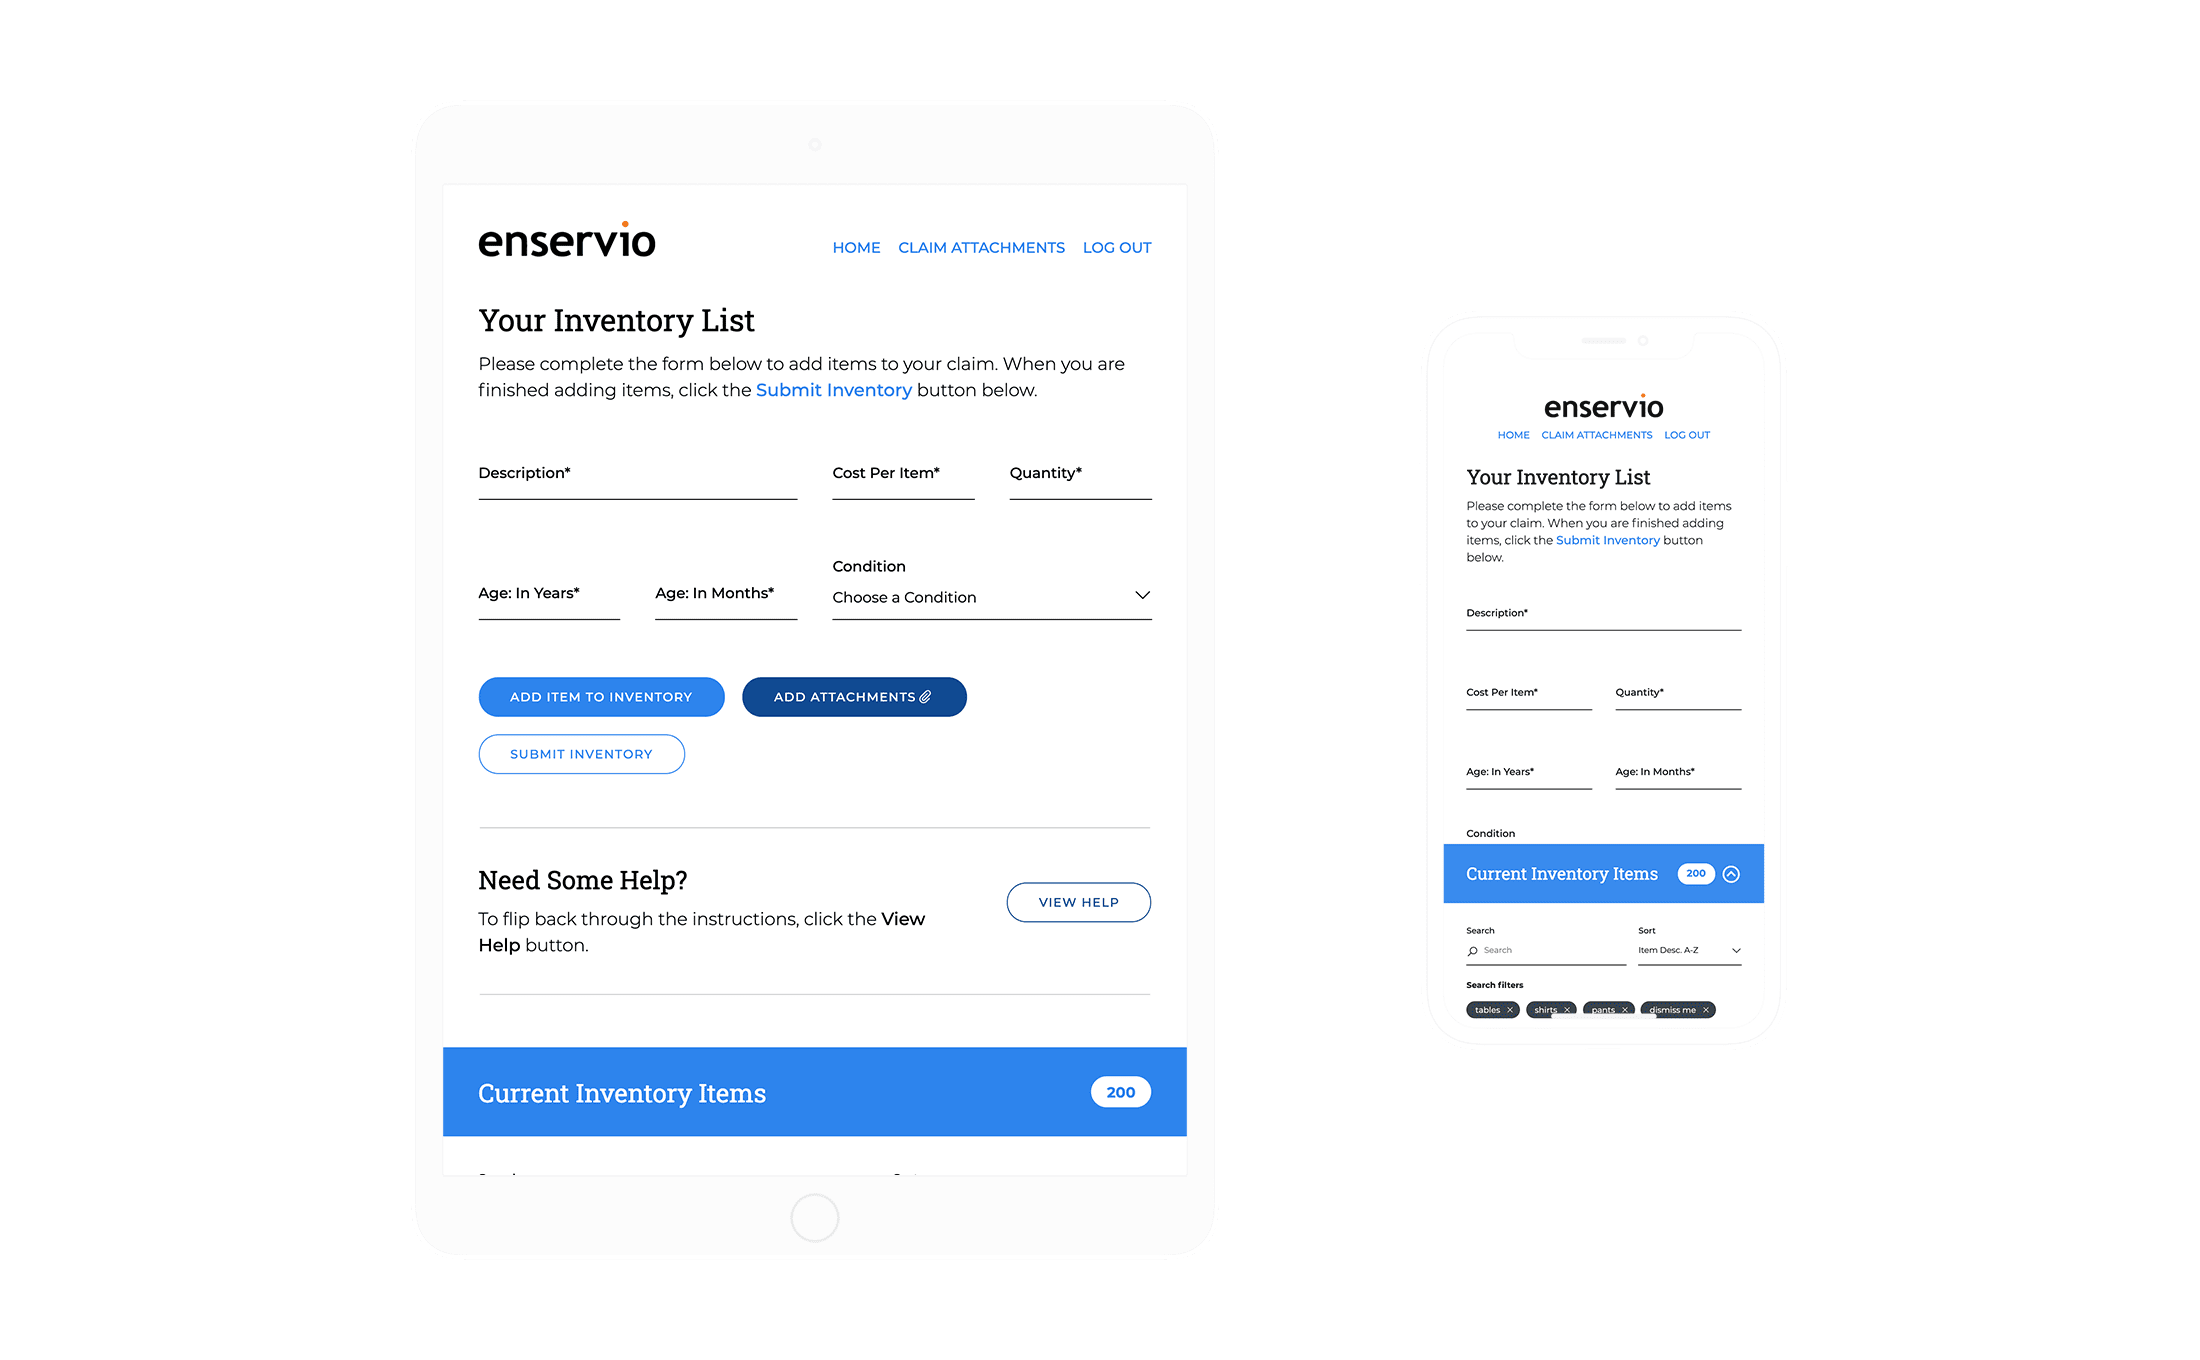 enservio
HOME CLAIM ATTACHMENTS LOG OUT
Your Inventory List
Please complete the form below to add items to your claim. When you are
finished adding items, click the Submit Inventory button below.
Description* Cost Per Item* Quantity*
Condition
Age: In Years* Age: In Months* Choose a Condition
ADD ITEM TO INVENTORY ADD ATTACHMENTS
SUBMIT INVENTORY
Need Some Help?
To flip back through the instructions, click the View
Help button.
VIEW HELP
Current Inventory Items 200
enservio
HOME CLAIM ATTACHMENTS LOG OUT
Your Inventory List
Please complete the form below to add items
to your claim. When you are finished adding
items, click the Submit Inventory button
below.
Description*
Cost Per Item* Quantity*
Age: In Years* Age: In Months*
Condition
Current Inventory Items 200
Search Sort
Search Item Desc. A-Z
Search filters
tables shirts pants dismiss me